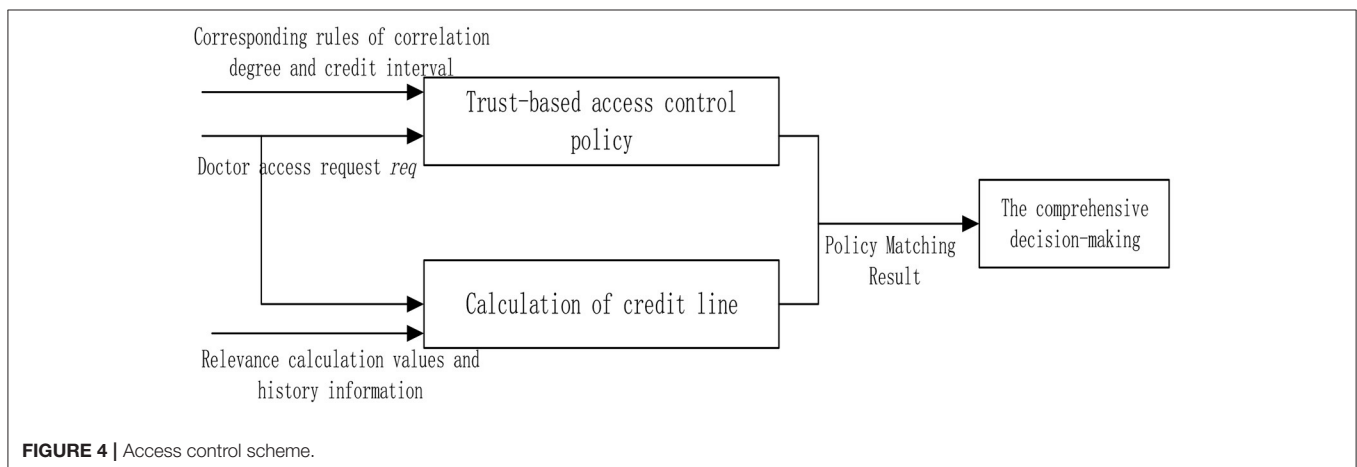 Corresponding rules of correlation
degree and credit interval
Trust-based access control
policy
Doctor access request req
The comprehensive
decision-making
Policy Matching
Result
Calculation of credit line
Relevance calculation values and
history information
FIGURE 4 | Access control scheme.